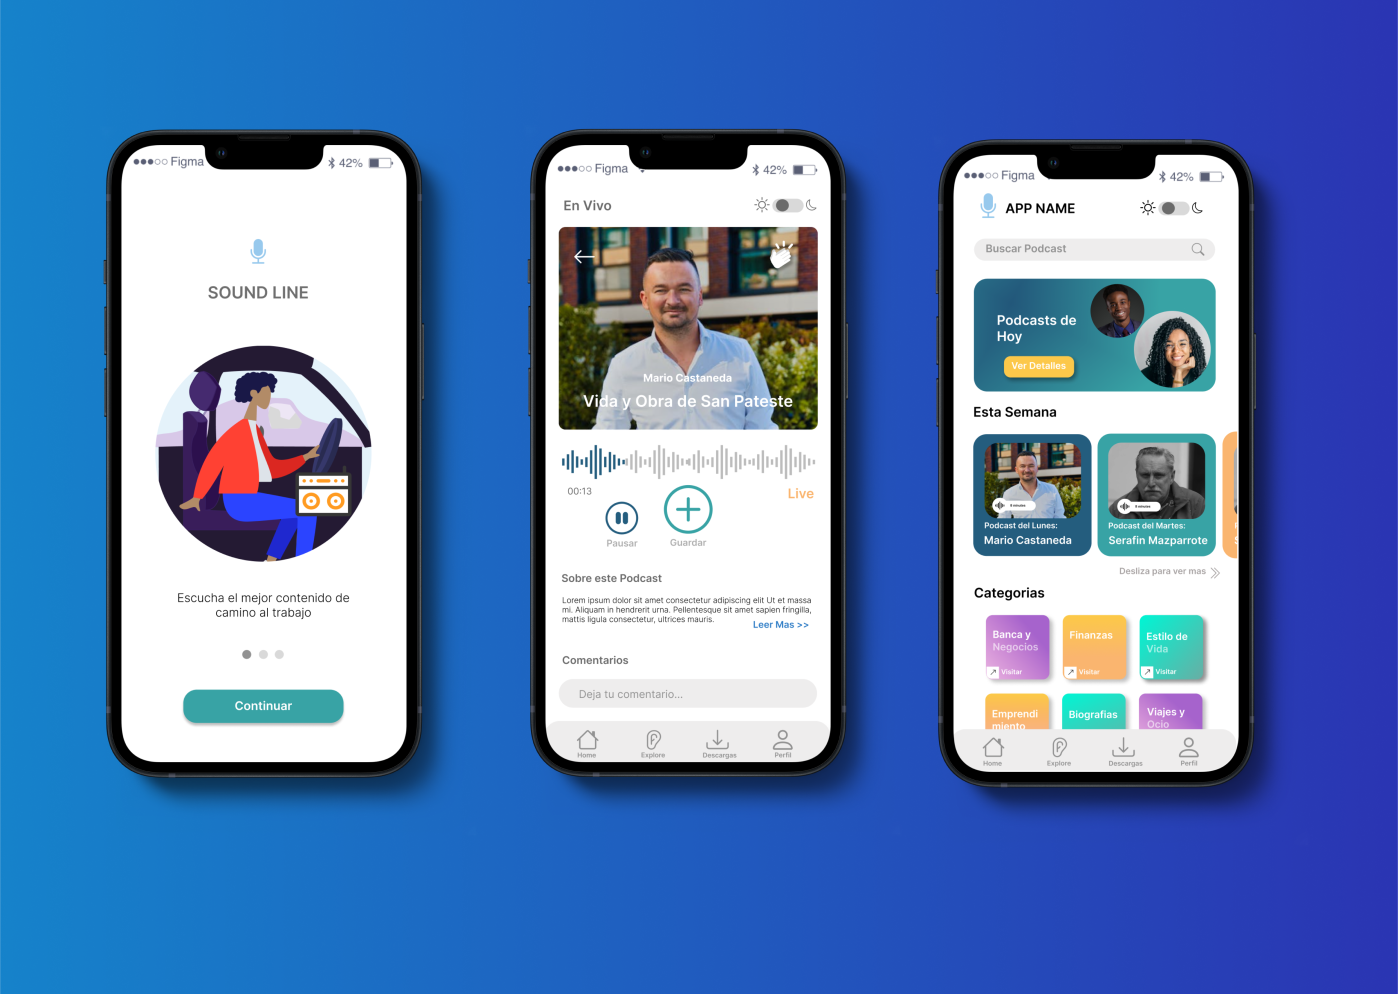 Figma
42%
SOUND LINE
Escucha el mejor contenido de
camino al trabajo
Continuar
Figma
42%
En Vivo
Mario Castaneda
Vida y Obra de San Pateste
00:13
Live
Pausar
Guardar
Sobre este Podcast
Lorem ipsum dolor sit amet consectetur adipiscing elit Ut et massa
mi. Aliquam in hendrerit urna. Pellentesque sit amet sapien fringilla,
mattis ligula consectetur, ultrices mauris.
Leer Mas >>
Comentarios
Deja tu comentario...
Home
Explore
Descargas
Perfil
Figma
42%
APP NAME
Buscar Podcast
Podcasts de
Hoy
Ver Detalles
Esta Semana
Podcast del Lunes:
Mario Castaneda
Podcast del Martes:
Serafin Mazparrote
Desliza para ver mas
Categorias
Banca y
Negocios
Visitar
Finanzas
Visitar
Estilo de
Vida
Visitar
Emprendi
miento
Biografias
Viajes y
Ocio
Home
Explore
Descargas
Perfil